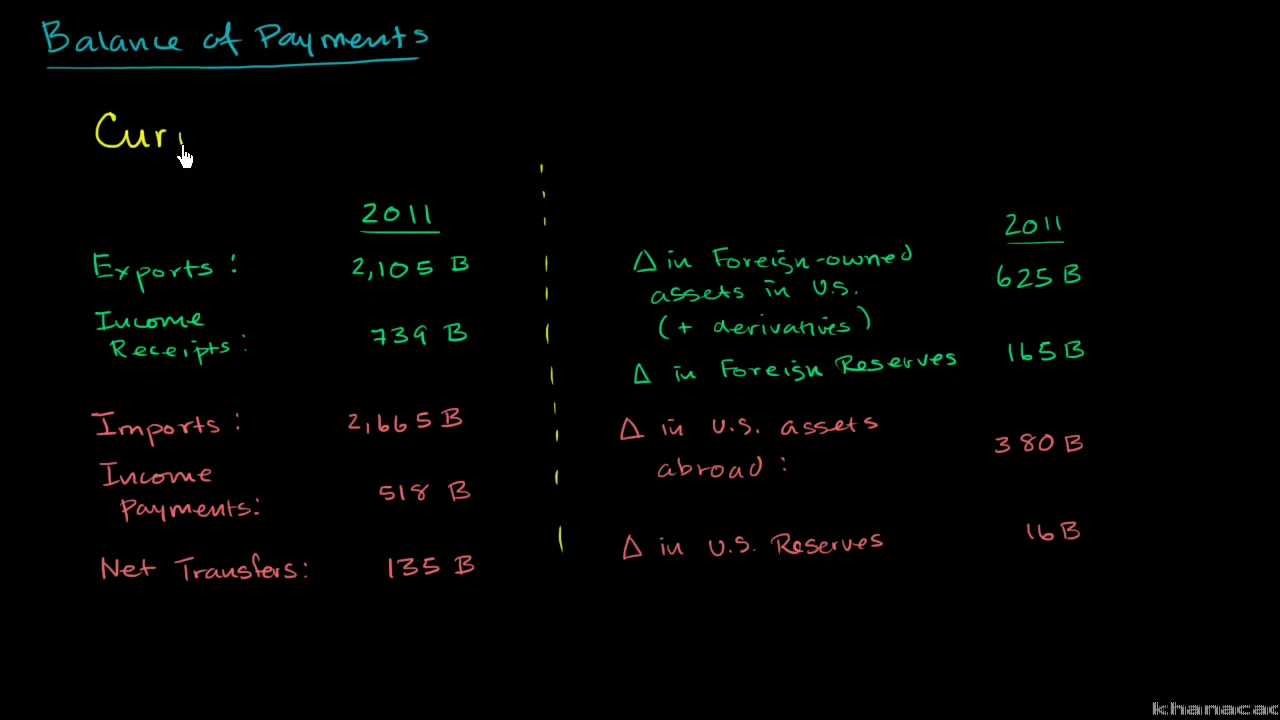 Balance of Payments
Curr
2011
Exports: 2,105 B
Income
Receipts: 739 B
Imports: 2,665 B
Income
Payments: 518 B
Net Transfers: 135 B
2011
Δ in Foreign-owned
assets in U.S. 625 B
(+ derivatives)
Δ in Foreign Reserves 165 B
Δ in U.S. assets
abroad: 380 B
Δ in U.S. Reserves 16 B
khanacad